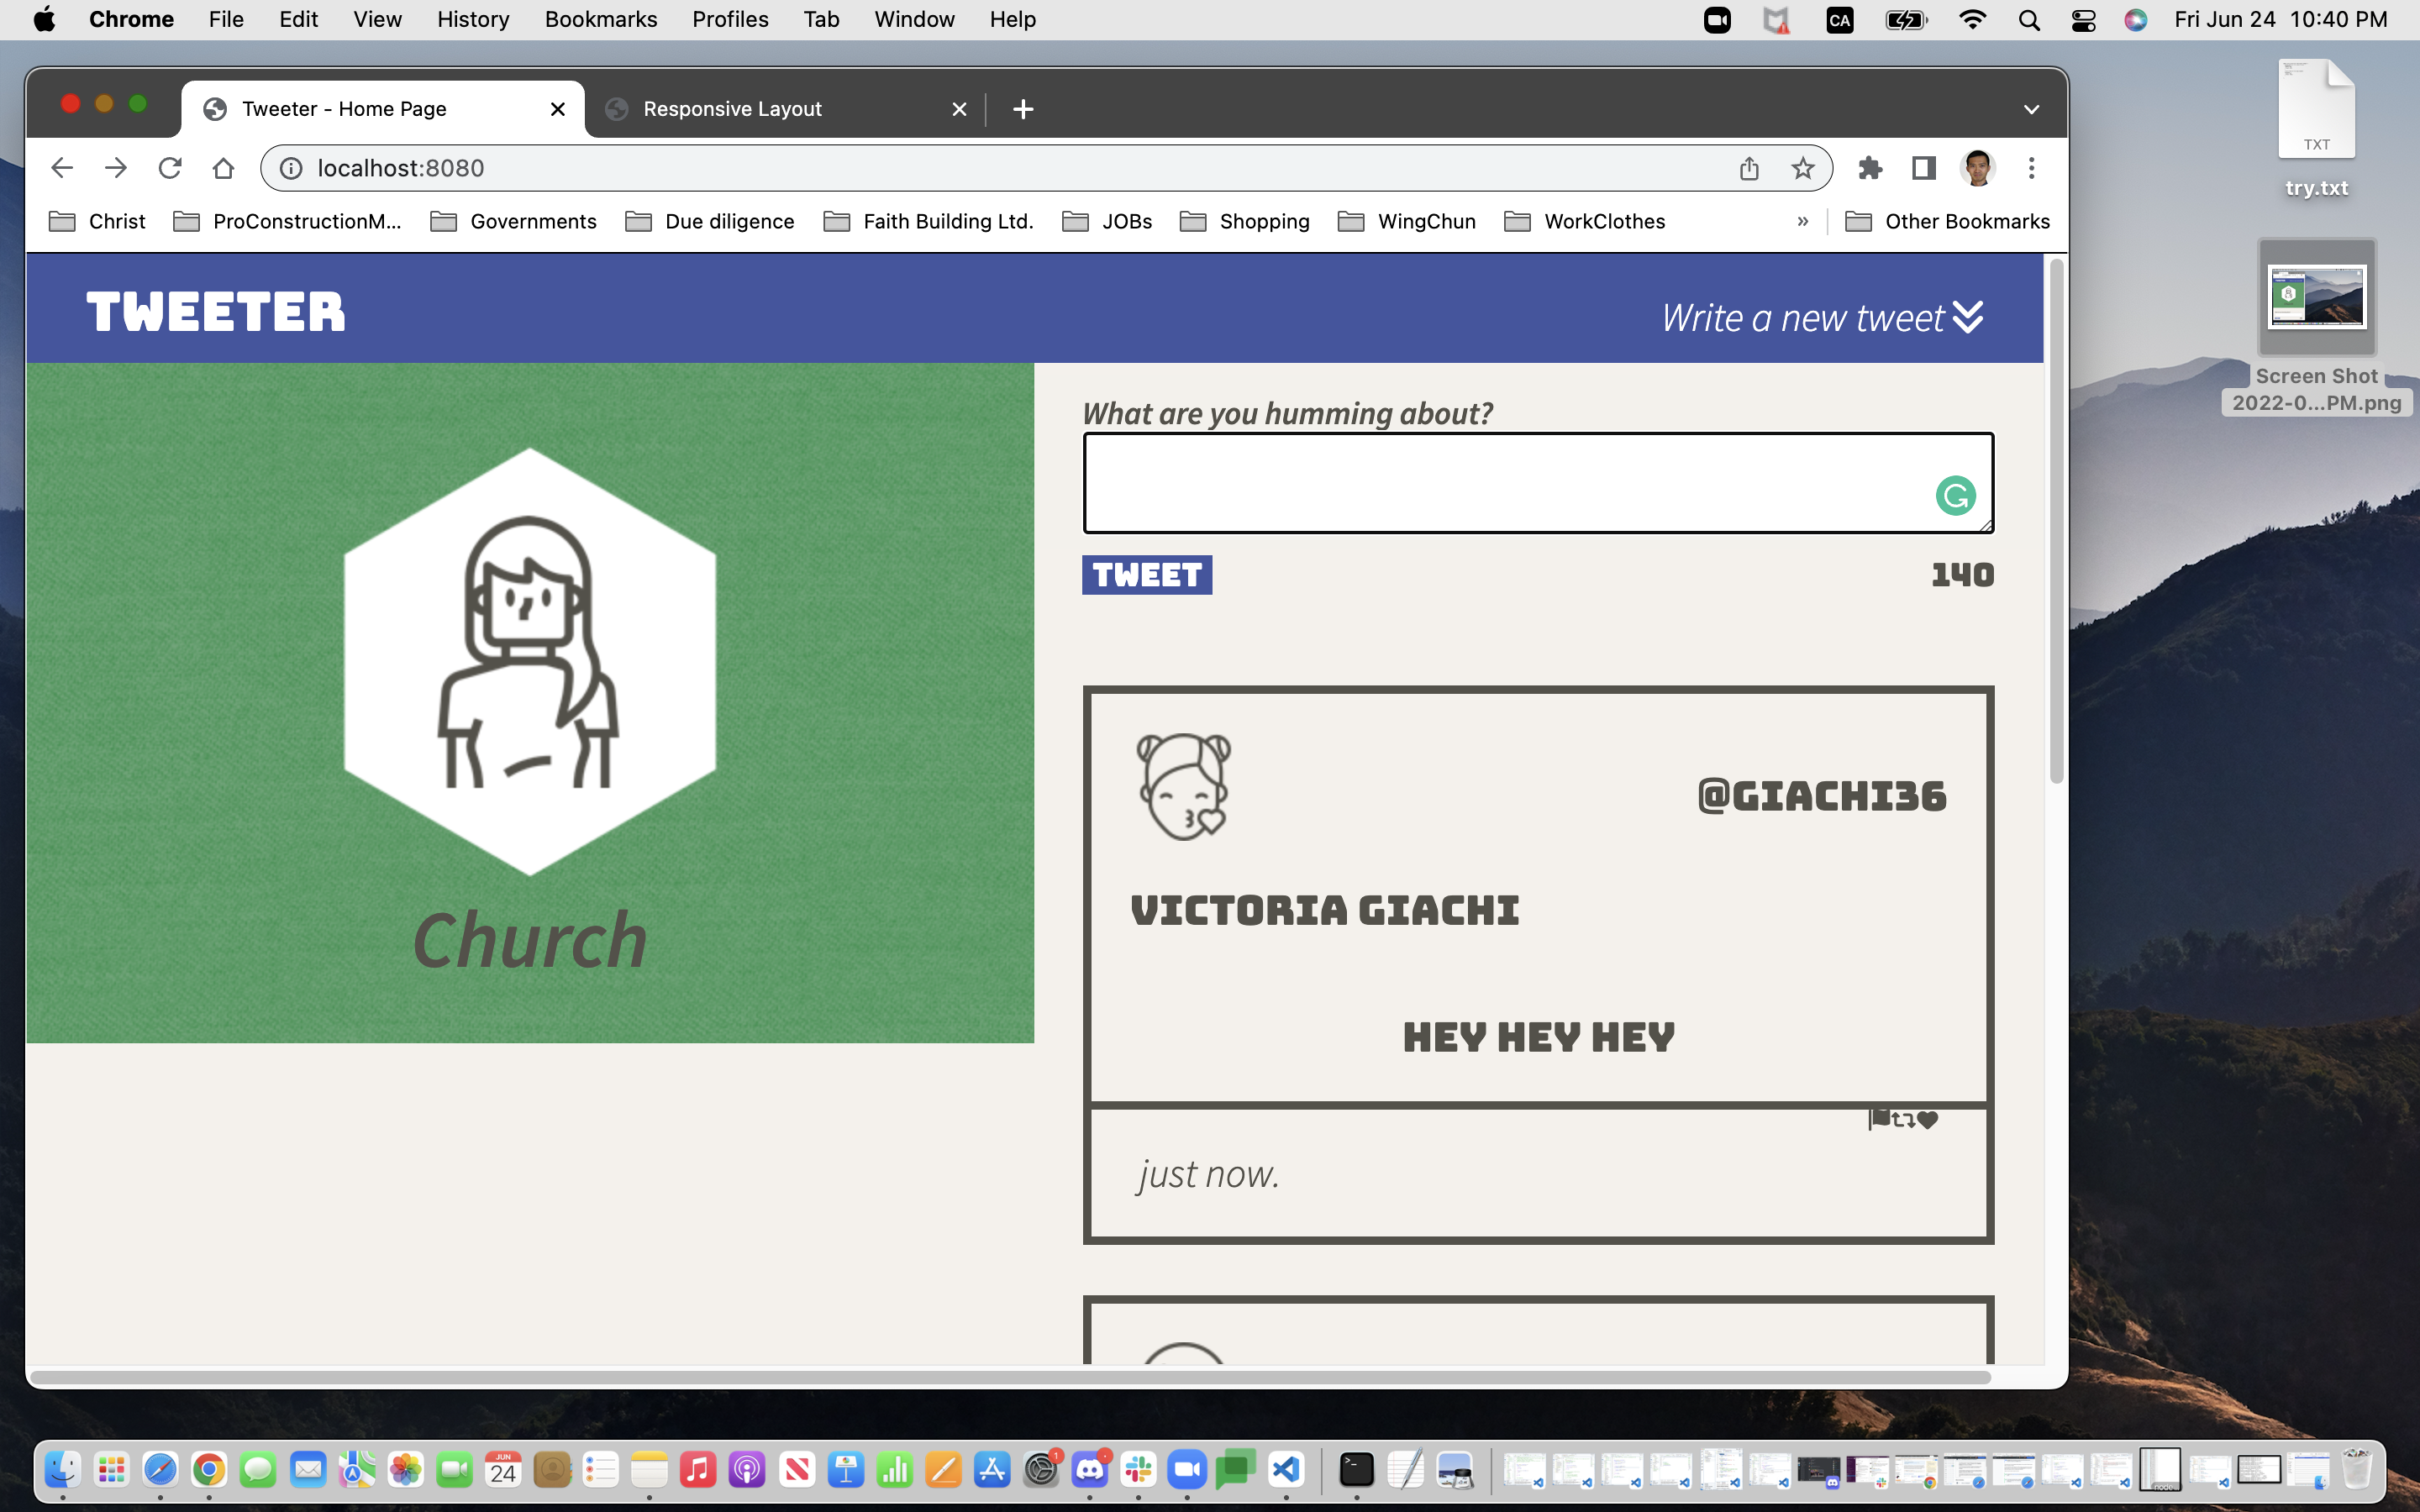 Chrome File Edit View History Bookmarks Profiles Tab Window Help CA Fri Jun 24 10:40 PM
Tweeter - Home Page Responsive Layout
localhost:8080
Christ ProConstructionM... Governments Due diligence Faith Building Ltd. JOBs Shopping WingChun WorkClothes » Other Bookmarks
TXT
try.txt
Screen Shot
2022-0...PM.png
TWEETER Write a new tweet
What are you humming about?
TWEET 140
Church
@GIACHI36
VICTORIA GIACHI
HEY HEY HEY
just now.
JUN
24
1